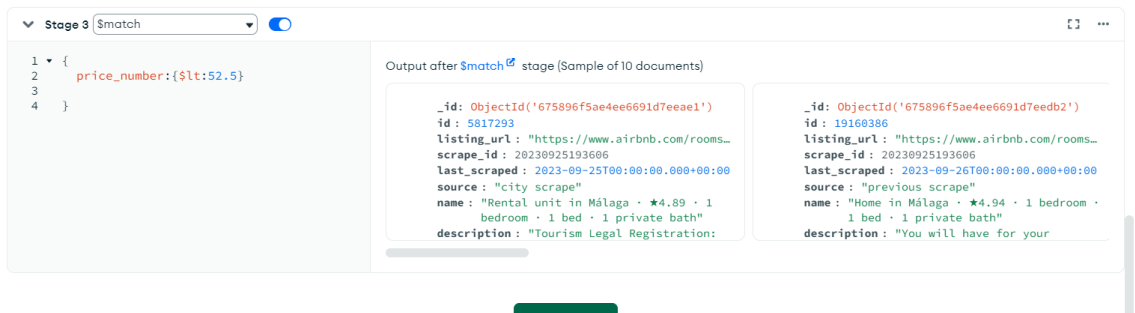 Stage 3 $match
1 {
2 price_number:{$lt:52.5}
3
4 }
Output after $match stage (Sample of 10 documents)
_id: ObjectId('675896f5ae4ee6691d7eeae1')
id : 5817293
listing_url : "https://www.airbnb.com/rooms…
scrape_id : 20230925193606
last_scraped : 2023-09-25T00:00:00.000+00:00
source : "city scrape"
name : "Rental unit in Málaga · ★4.89 · 1
bedroom · 1 bed · 1 private bath"
description : "Tourism Legal Registration:
_id: ObjectId('675896f5ae4ee6691d7eedb2')
id : 19160386
listing_url : "https://www.airbnb.com/rooms…
scrape_id : 20230925193606
last_scraped : 2023-09-26T00:00:00.000+00:00
source : "previous scrape"
name : "Home in Málaga · ★4.94 · 1 bedroom ·
1 bed · 1 private bath"
description : "You will have for your